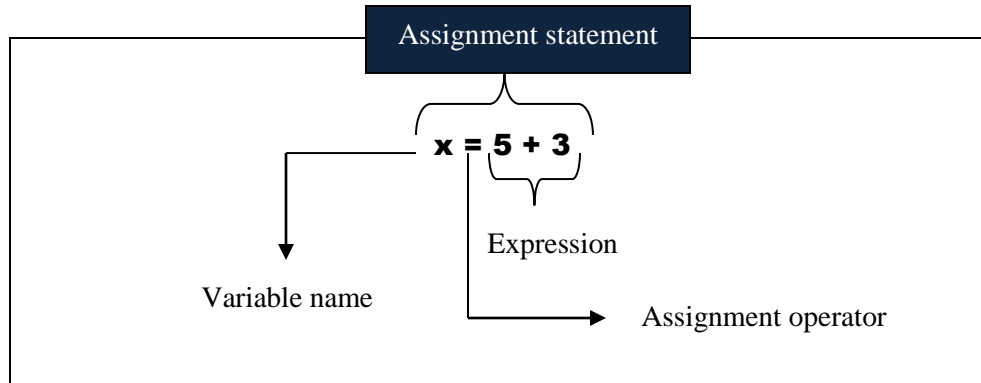 Assignment statement
x = 5 + 3
Expression
Variable name
Assignment operator